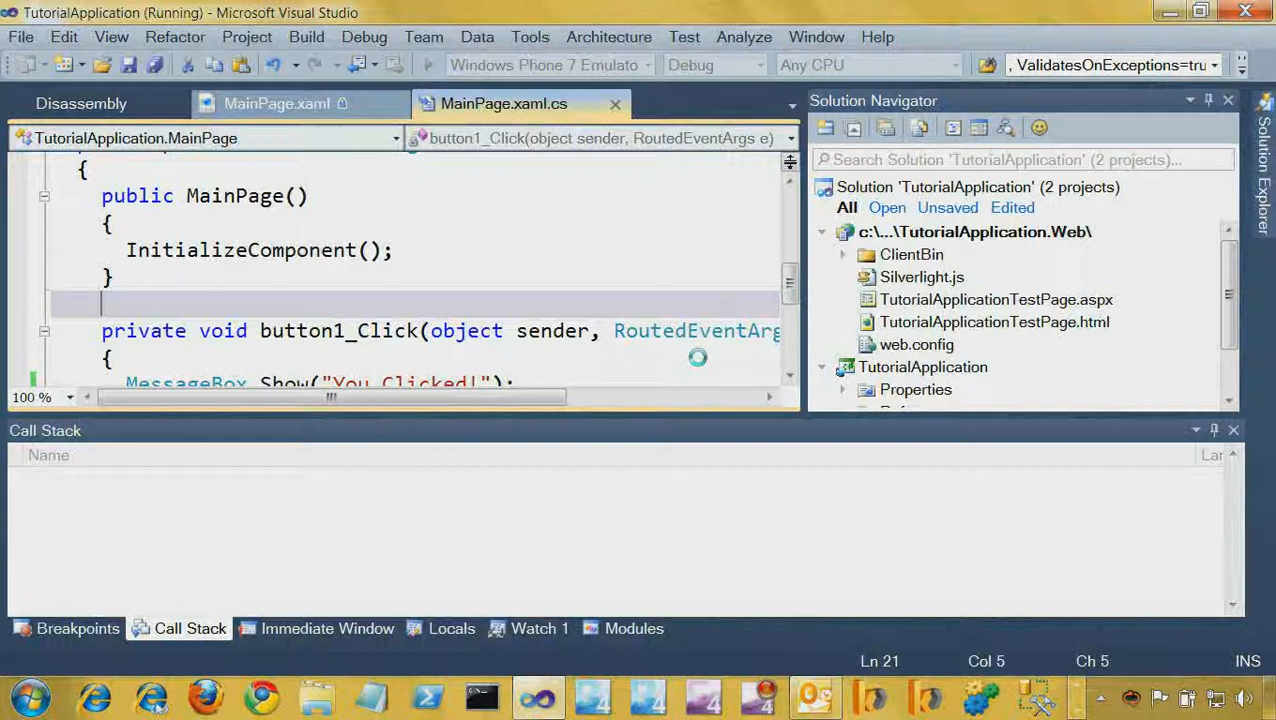 TutorialApplication (Running) - Microsoft Visual Studio
File Edit View Refactor Project Build Debug Team Data Tools Architecture Test Analyze Window Help
Windows Phone 7 Emulato Debug Any CPU , ValidatesOnExceptions=tru
Disassembly MainPage.xaml MainPage.xaml.cs
TutorialApplication.MainPage button1_Click(object sender, RoutedEventArgs e)
{
public MainPage()
{
InitializeComponent();
}
private void button1_Click(object sender, RoutedEventArg
{
MessageBox.Show("You Clicked!");
100 %
Solution Navigator
Search Solution 'TutorialApplication' (2 projects)...
Solution 'TutorialApplication' (2 projects)
All Open Unsaved Edited
c:\...\TutorialApplication.Web\
ClientBin
Silverlight.js
TutorialApplicationTestPage.aspx
TutorialApplicationTestPage.html
web.config
TutorialApplication
Properties
Solution Explorer
Call Stack
Name Lar
Breakpoints Call Stack Immediate Window Locals Watch 1 Modules
Ln 21 Col 5 Ch 5 INS